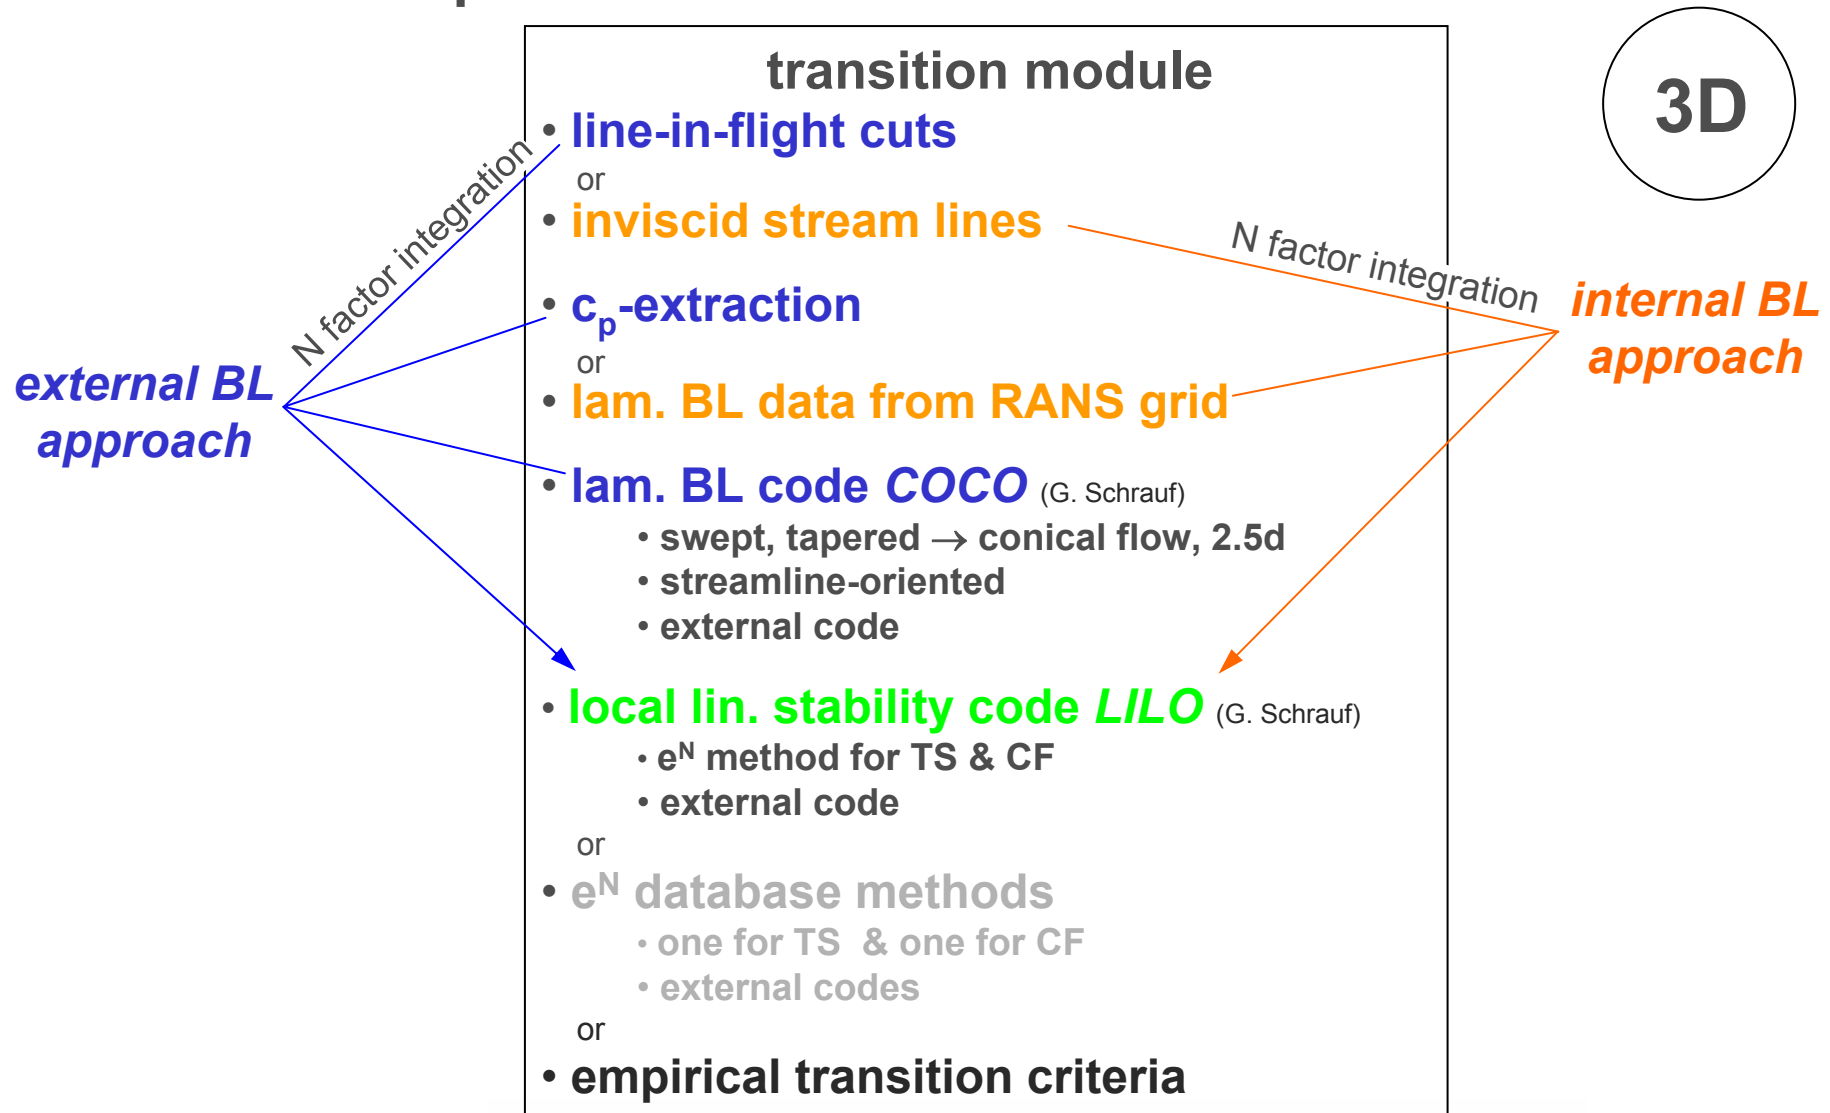 transition module
3D
• line-in-flight cuts
or
• inviscid stream lines
N factor integration
N factor integration
• cp-extraction
or
• lam. BL data from RANS grid
external BL
approach
internal BL
approach
• lam. BL code COCO (G. Schrauf)
• swept, tapered → conical flow, 2.5d
• streamline-oriented
• external code
• local lin. stability code LILO (G. Schrauf)
• eN method for TS & CF
• external code
or
• eN database methods
• one for TS & one for CF
• external codes
or
• empirical transition criteria